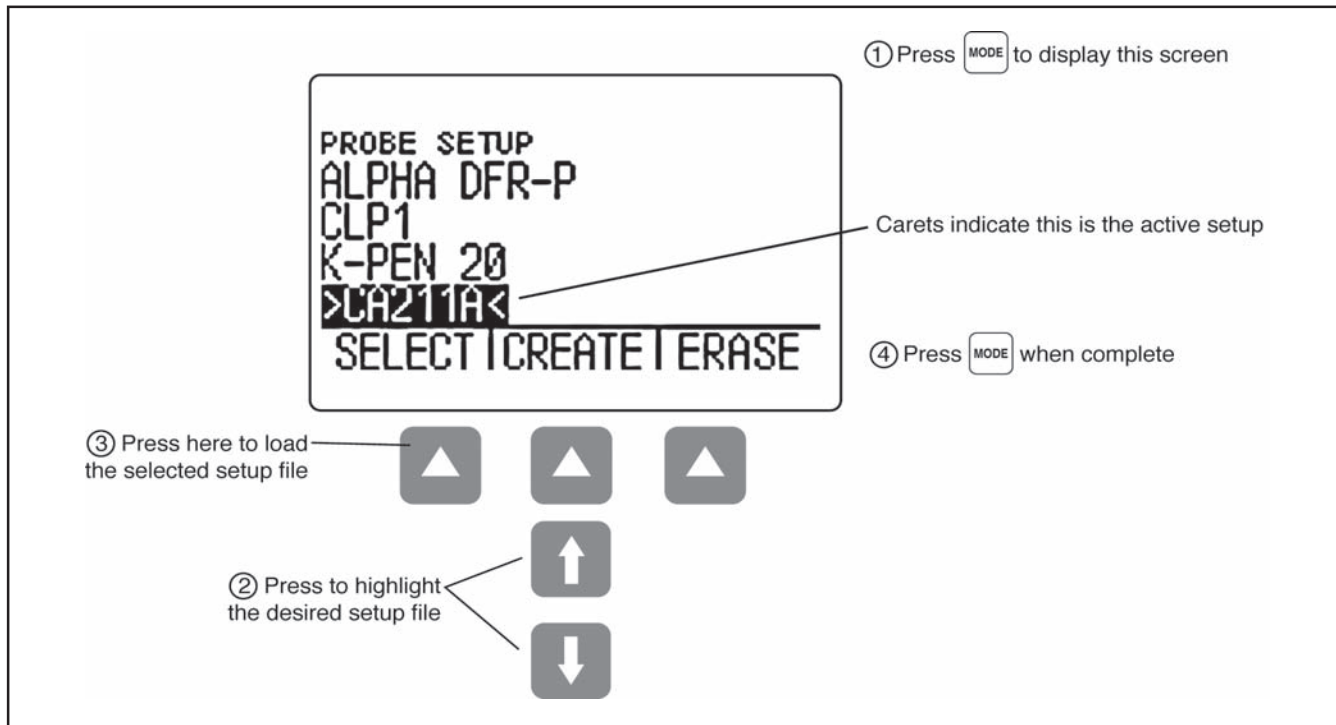 ① Press MODE to display this screen
PROBE SETUP
ALPHA DFR-P
CLP1
K-PEN 20
>CA211A<
SELECT CREATE ERASE
Carets indicate this is the active setup
④ Press MODE when complete
③ Press here to load
the selected setup file
② Press to highlight
the desired setup file